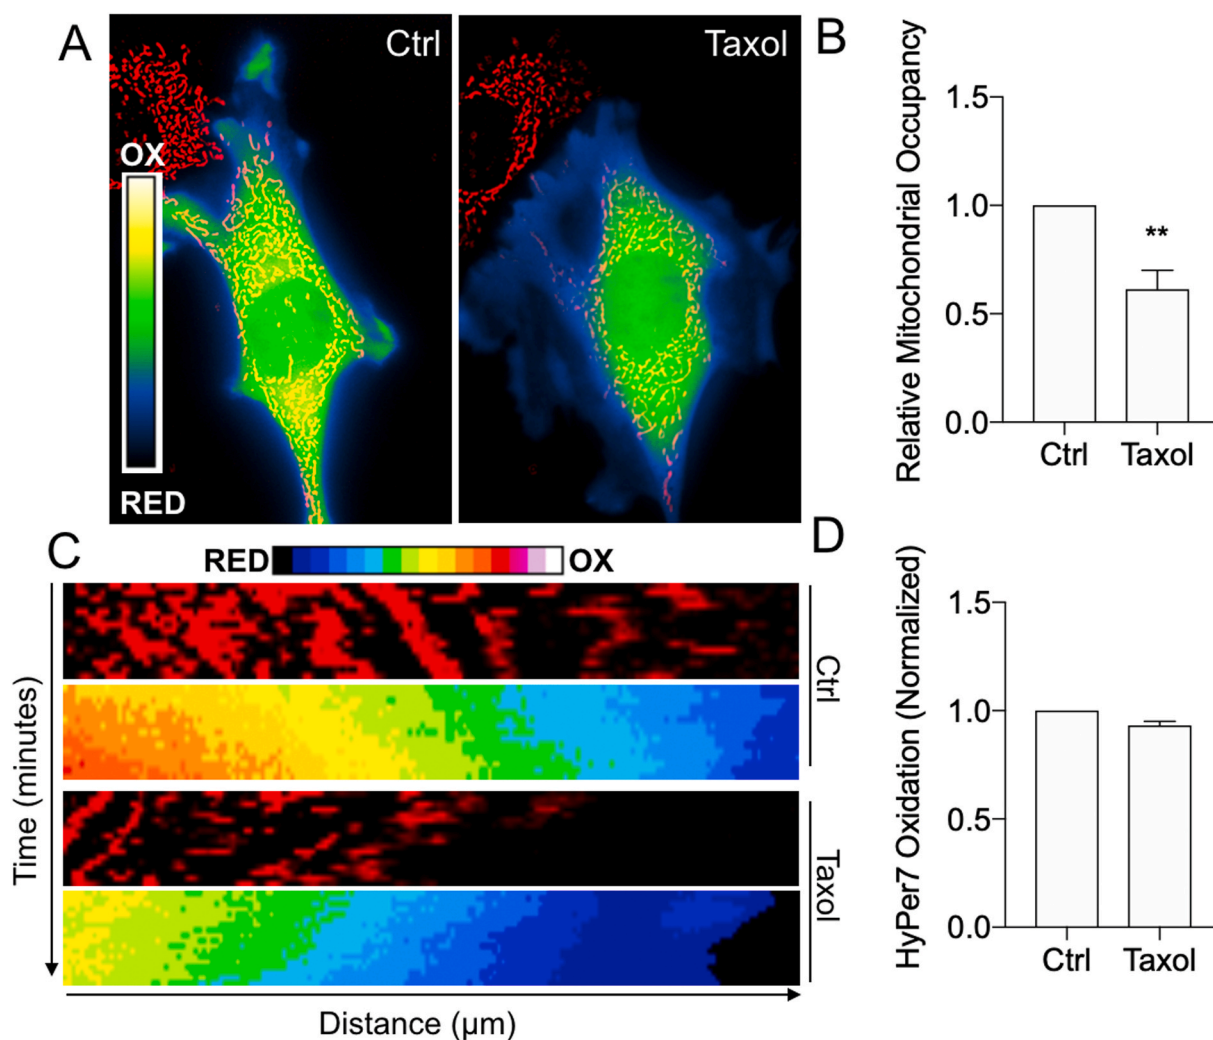 A
Ctrl
Taxol
OX
RED
B
Relative Mitochondrial Occupancy
1.5
1.0
0.5
0.0
**
Ctrl
Taxol
C
RED
OX
Time (minutes)
Ctrl
Taxol
Distance (µm)
D
HyPer7 Oxidation (Normalized)
1.5
1.0
0.5
0.0
Ctrl
Taxol